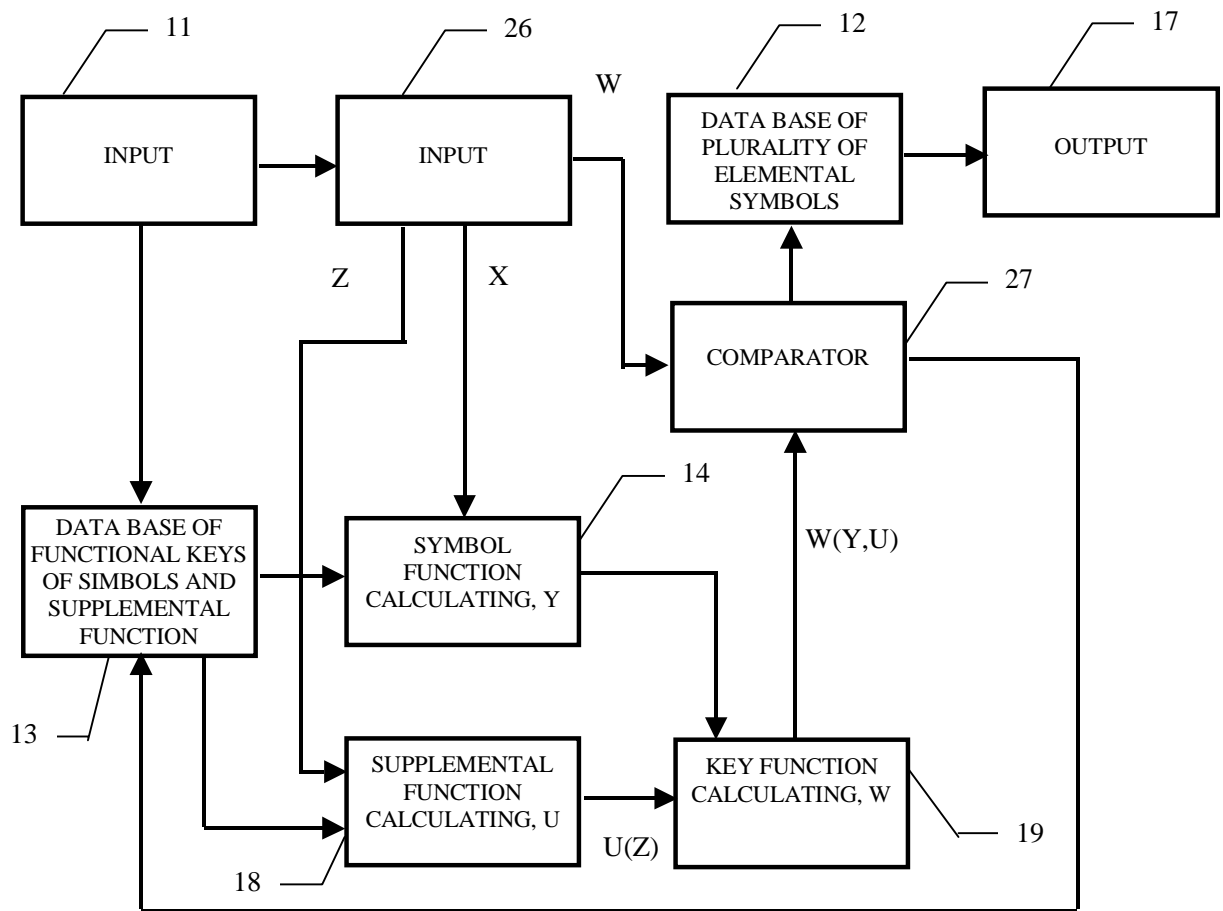 11
26
12
17
W
INPUT
INPUT
DATA BASE OF
PLURALITY OF
ELEMENTAL
SYMBOLS
OUTPUT
Z
X
27
COMPARATOR
14
DATA BASE OF
FUNCTIONAL KEYS
OF SIMBOLS AND
SUPPLEMENTAL
FUNCTION
SYMBOL
FUNCTION
CALCULATING, Y
W(Y,U)
13
SUPPLEMENTAL
FUNCTION
CALCULATING, U
KEY FUNCTION
CALCULATING, W
U(Z)
19
18